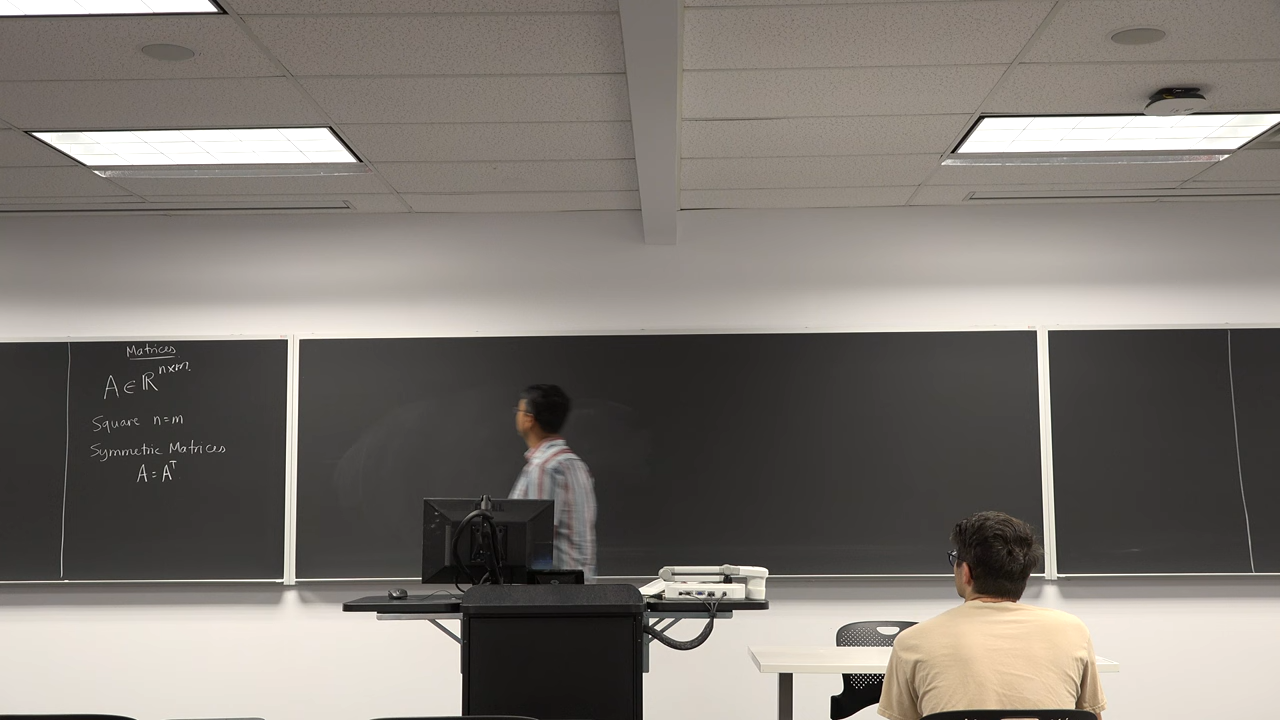 Matrices
A ∈ ℝ^{n×m}.
Square n=m
Symmetric Matrices
A = A^T